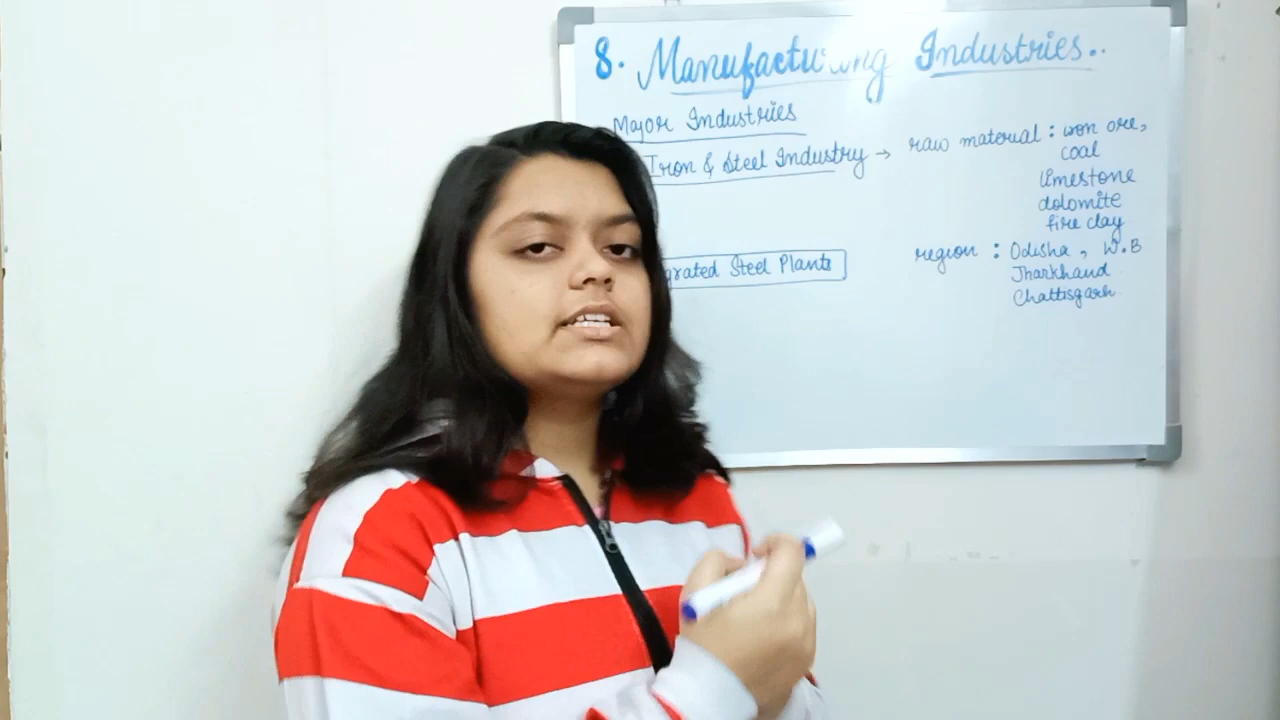 8. Manufacturing Industries..
Major Industries
Iron & Steel Industry → raw material : iron ore,
coal
limestone
dolomite
fire clay
grated Steel Plants
region : Odisha, W.B
Jharkhand
Chattisgarh